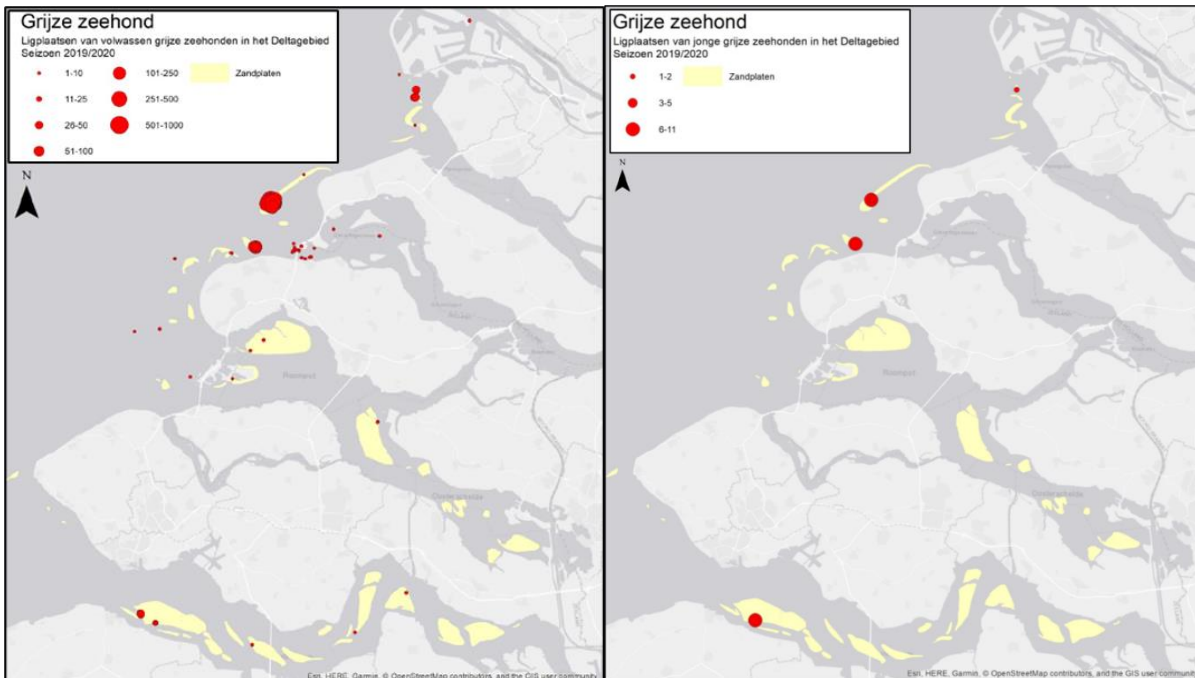 Grijze zeehond
Ligplaatsen van volwassen grijze zeehonden in het Deltagebied
Seizoen 2019/2020
1-10
101-250
Zandplaten
11-25
251-500
26-50
501-1000
51-100
N
Roompot
Oosterschelde
Esri, HERE, Garmin, © OpenStreetMap contributors, and the GIS user community
Grijze zeehond
Ligplaatsen van jonge grijze zeehonden in het Deltagebied
Seizoen 2019/2020
1-2
Zandplaten
3-5
6-11
N
Roompot
Oosterschelde
Esri, HERE, Garmin, © OpenStreetMap contributors, and the GIS user community